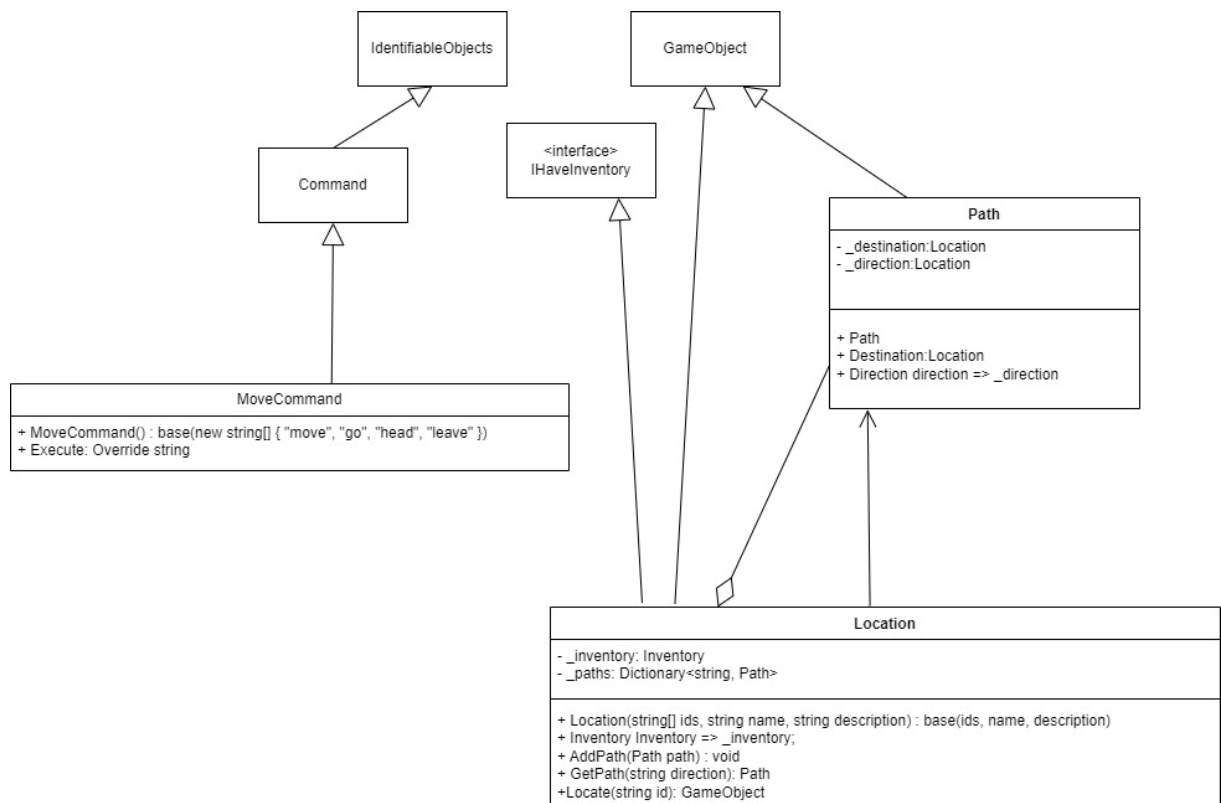 IdentifiableObjects
GameObject
<interface>
IHaveInventory
Command
Path
- _destination:Location
- _direction:Location
+ Path
+ Destination:Location
+ Direction direction => _direction
MoveCommand
+ MoveCommand() : base(new string[] { "move", "go", "head", "leave" })
+ Execute: Override string
Location
- _inventory: Inventory
- _paths: Dictionary<string, Path>
+ Location(string[] ids, string name, string description) : base(ids, name, description)
+ Inventory Inventory => _inventory;
+ AddPath(Path path) : void
+ GetPath(string direction): Path
+Locate(string id): GameObject